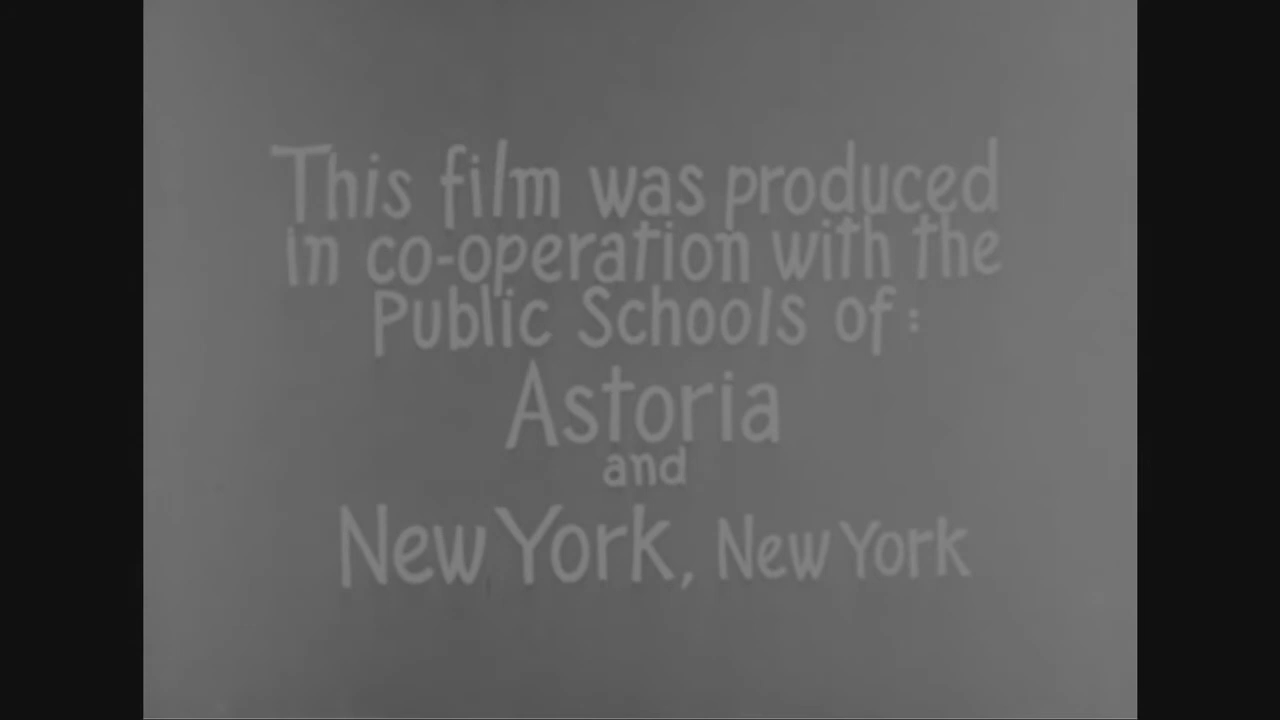 This film was produced
in co-operation with the
Public Schools of:
Astoria
and
New York, New York